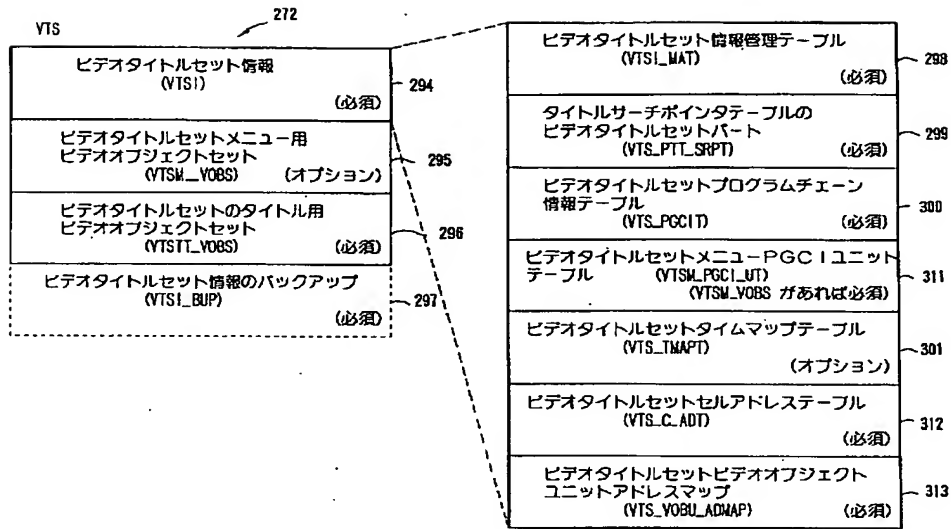 VTS
272
ビデオタイトルセット情報
(VTSI)
(必須)
294
ビデオタイトルセットメニュー用
ビデオオブジェクトセット
(VTSM_VOBS) (オプション)
295
ビデオタイトルセットのタイトル用
ビデオオブジェクトセット
(VTSTT_VOBS) (必須)
296
ビデオタイトルセット情報のバックアップ
(VTSI_BUP)
(必須)
297
ビデオタイトルセット情報管理テーブル
(VTSI_MAT)
(必須)
298
タイトルサーチポインタテーブルの
ビデオタイトルセットパート
(VTS_PTT_SRPT) (必須)
299
ビデオタイトルセットプログラムチェーン
情報テーブル
(VTS_PGCIT) (必須)
300
ビデオタイトルセットメニューPGCIユニット
テーブル (VTSM_PGCI_UT)
(VTSM_VOBS があれば必須)
311
ビデオタイトルセットタイムマップテーブル
(VTS_TMAPT)
(オプション)
301
ビデオタイトルセットセルアドレステーブル
(VTS_C_ADT)
(必須)
312
ビデオタイトルセットビデオオブジェクト
ユニットアドレスマップ
(VTS_VOBU_ADMAP) (必須)
313